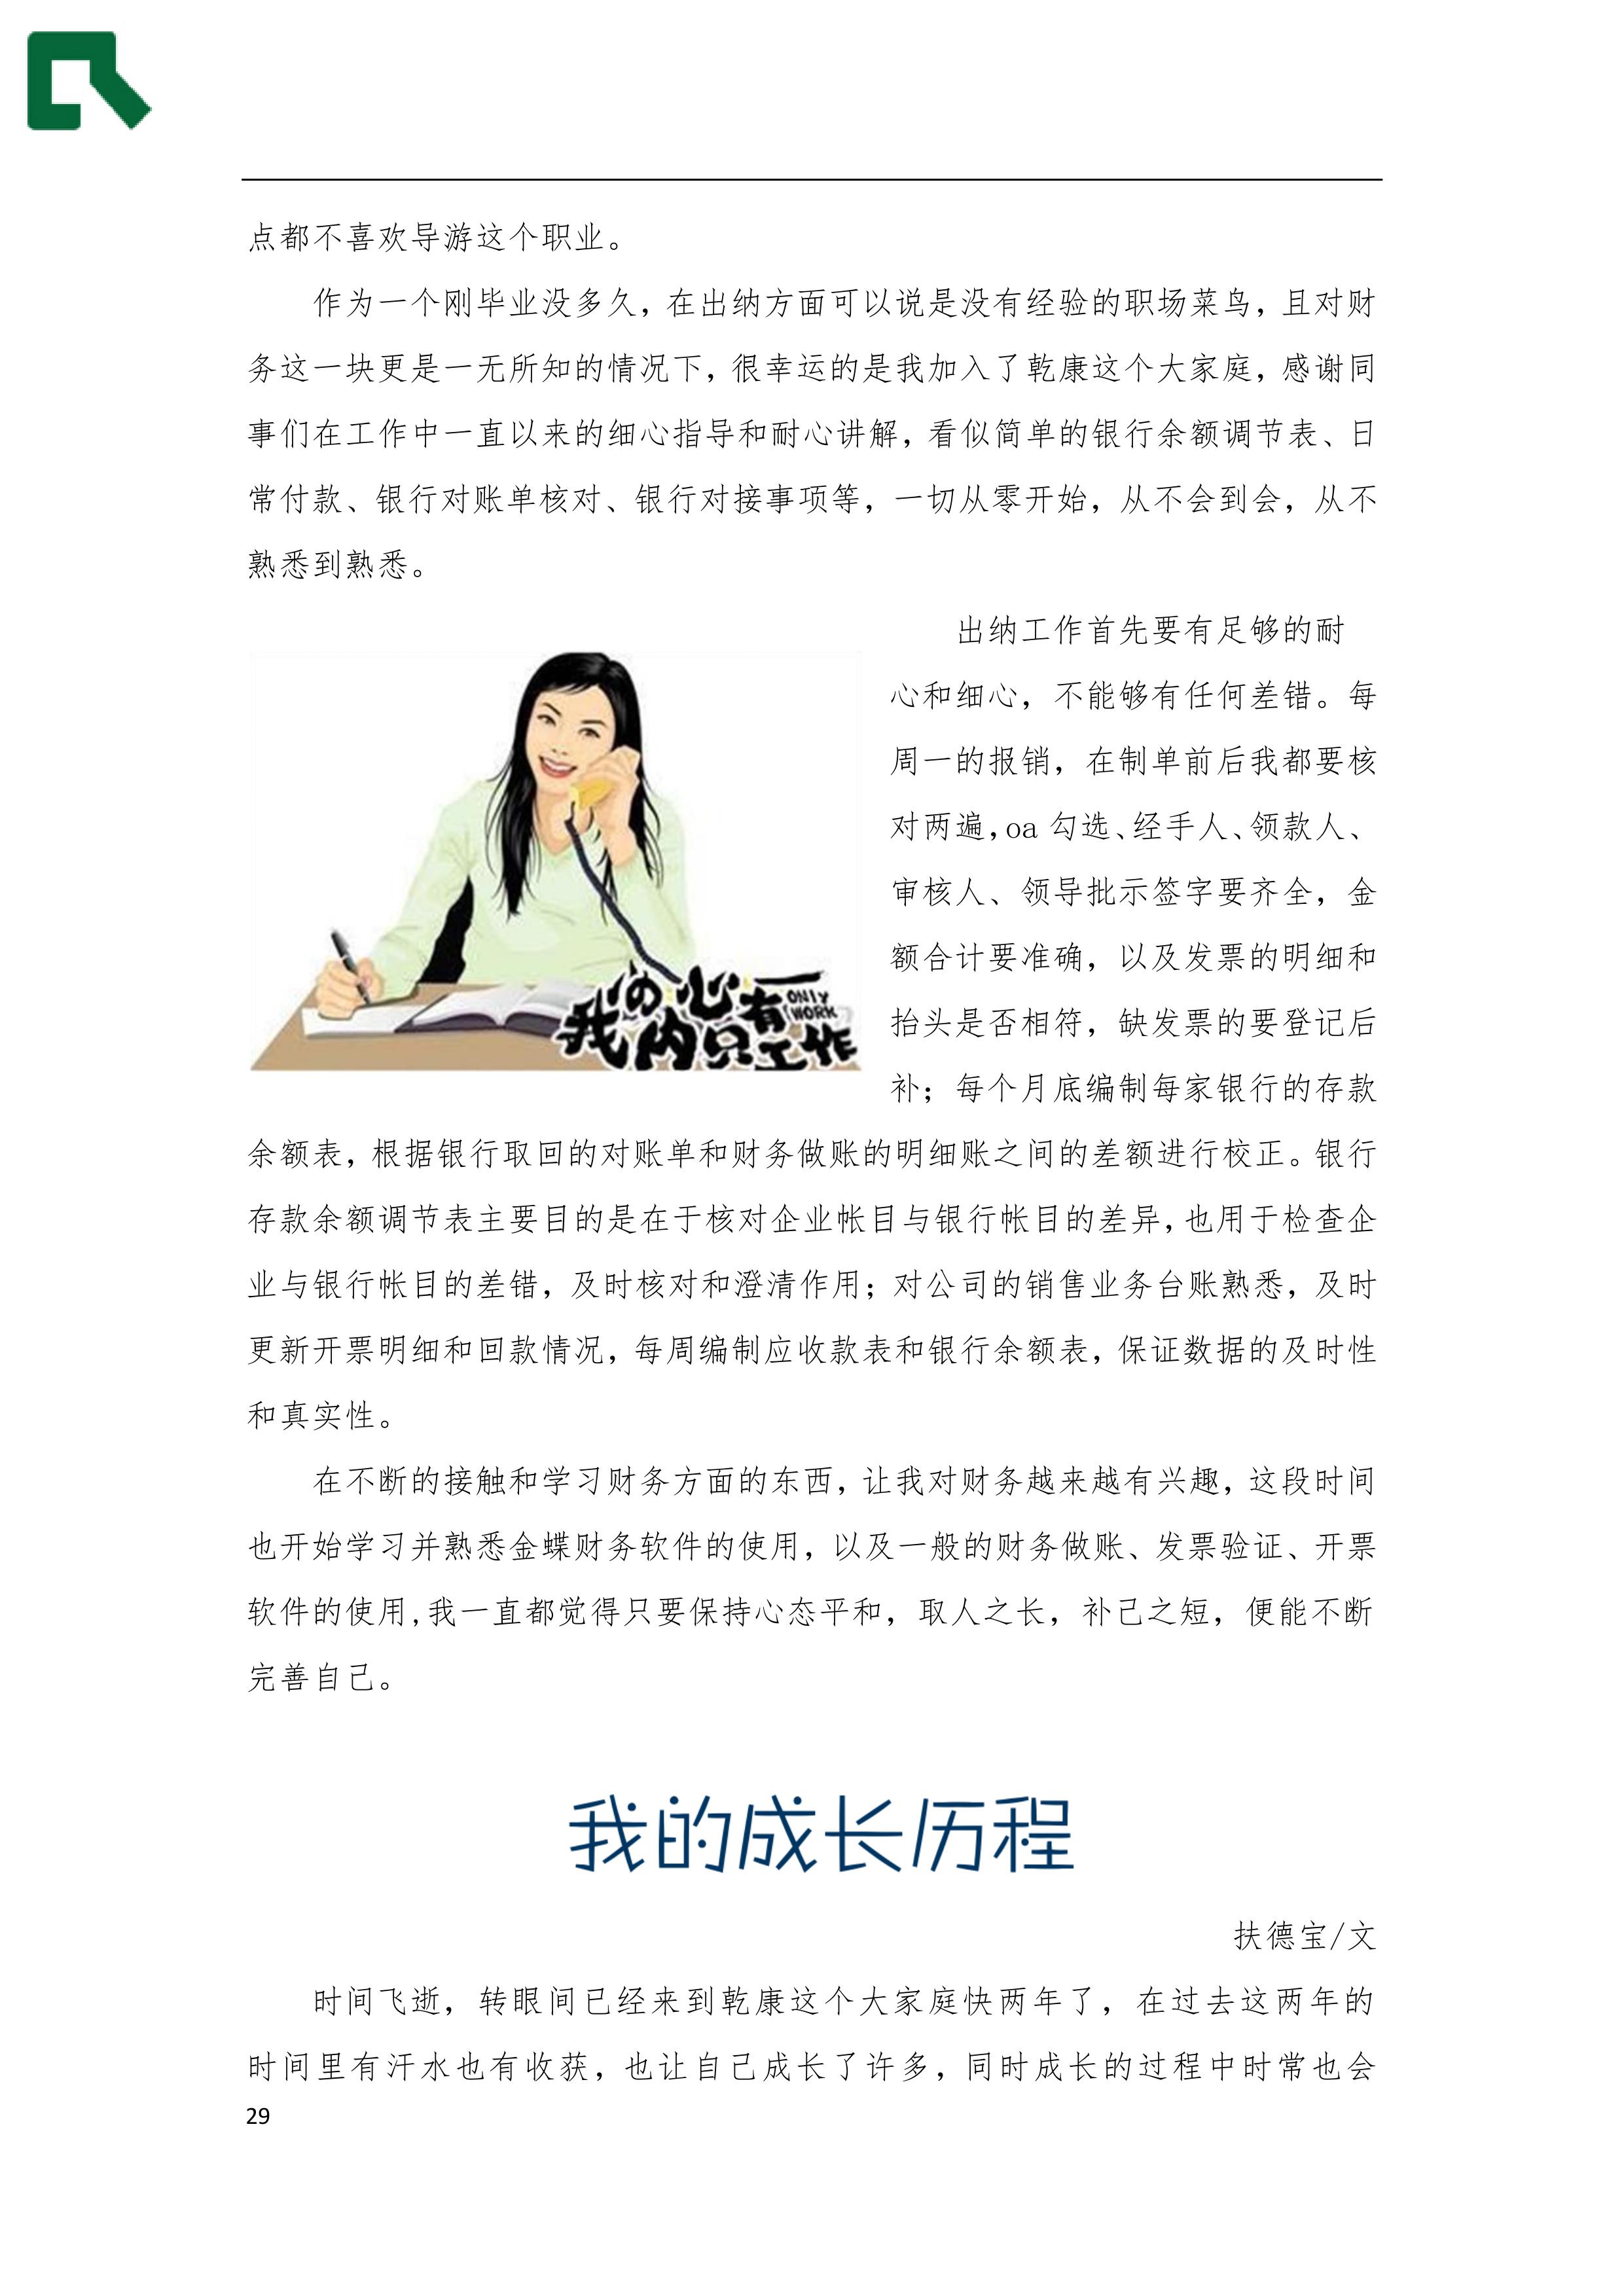 点都不喜欢导游这个职业。
作为一个刚毕业没多久，在出纳方面可以说是没有经验的职场菜鸟，且对财
务这一块更是一无所知的情况下，很幸运的是我加入了乾康这个大家庭，感谢同
事们在工作中一直以来的细心指导和耐心讲解，看似简单的银行余额调节表、日
常付款、银行对账单核对、银行对接事项等，一切从零开始，从不会到会，从不
熟悉到熟悉。
出纳工作首先要有足够的耐
心和细心，不能够有任何差错。每
周一的报销，在制单前后我都要核
对两遍，oa 勾选、经手人、领款人、
审核人、领导批示签字要齐全，金
额合计要准确，以及发票的明细和
抬头是否相符，缺发票的要登记后
补；每个月底编制每家银行的存款
我の心一
内只有
ONLY
WORK
工作
余额表，根据银行取回的对账单和财务做账的明细账之间的差额进行校正。银行
存款余额调节表主要目的是在于核对企业帐目与银行帐目的差异，也用于检查企
业与银行帐目的差错，及时核对和澄清作用；对公司的销售业务台账熟悉，及时
更新开票明细和回款情况，每周编制应收款表和银行余额表，保证数据的及时性
和真实性。
在不断的接触和学习财务方面的东西，让我对财务越来越有兴趣，这段时间
也开始学习并熟悉金蝶财务软件的使用，以及一般的财务做账、发票验证、开票
软件的使用,我一直都觉得只要保持心态平和，取人之长，补己之短，便能不断
完善自己。
我的成长历程
扶德宝/文
时间飞逝，转眼间已经来到乾康这个大家庭快两年了，在过去这两年的
时间里有汗水也有收获，也让自己成长了许多，同时成长的过程中时常也会
29